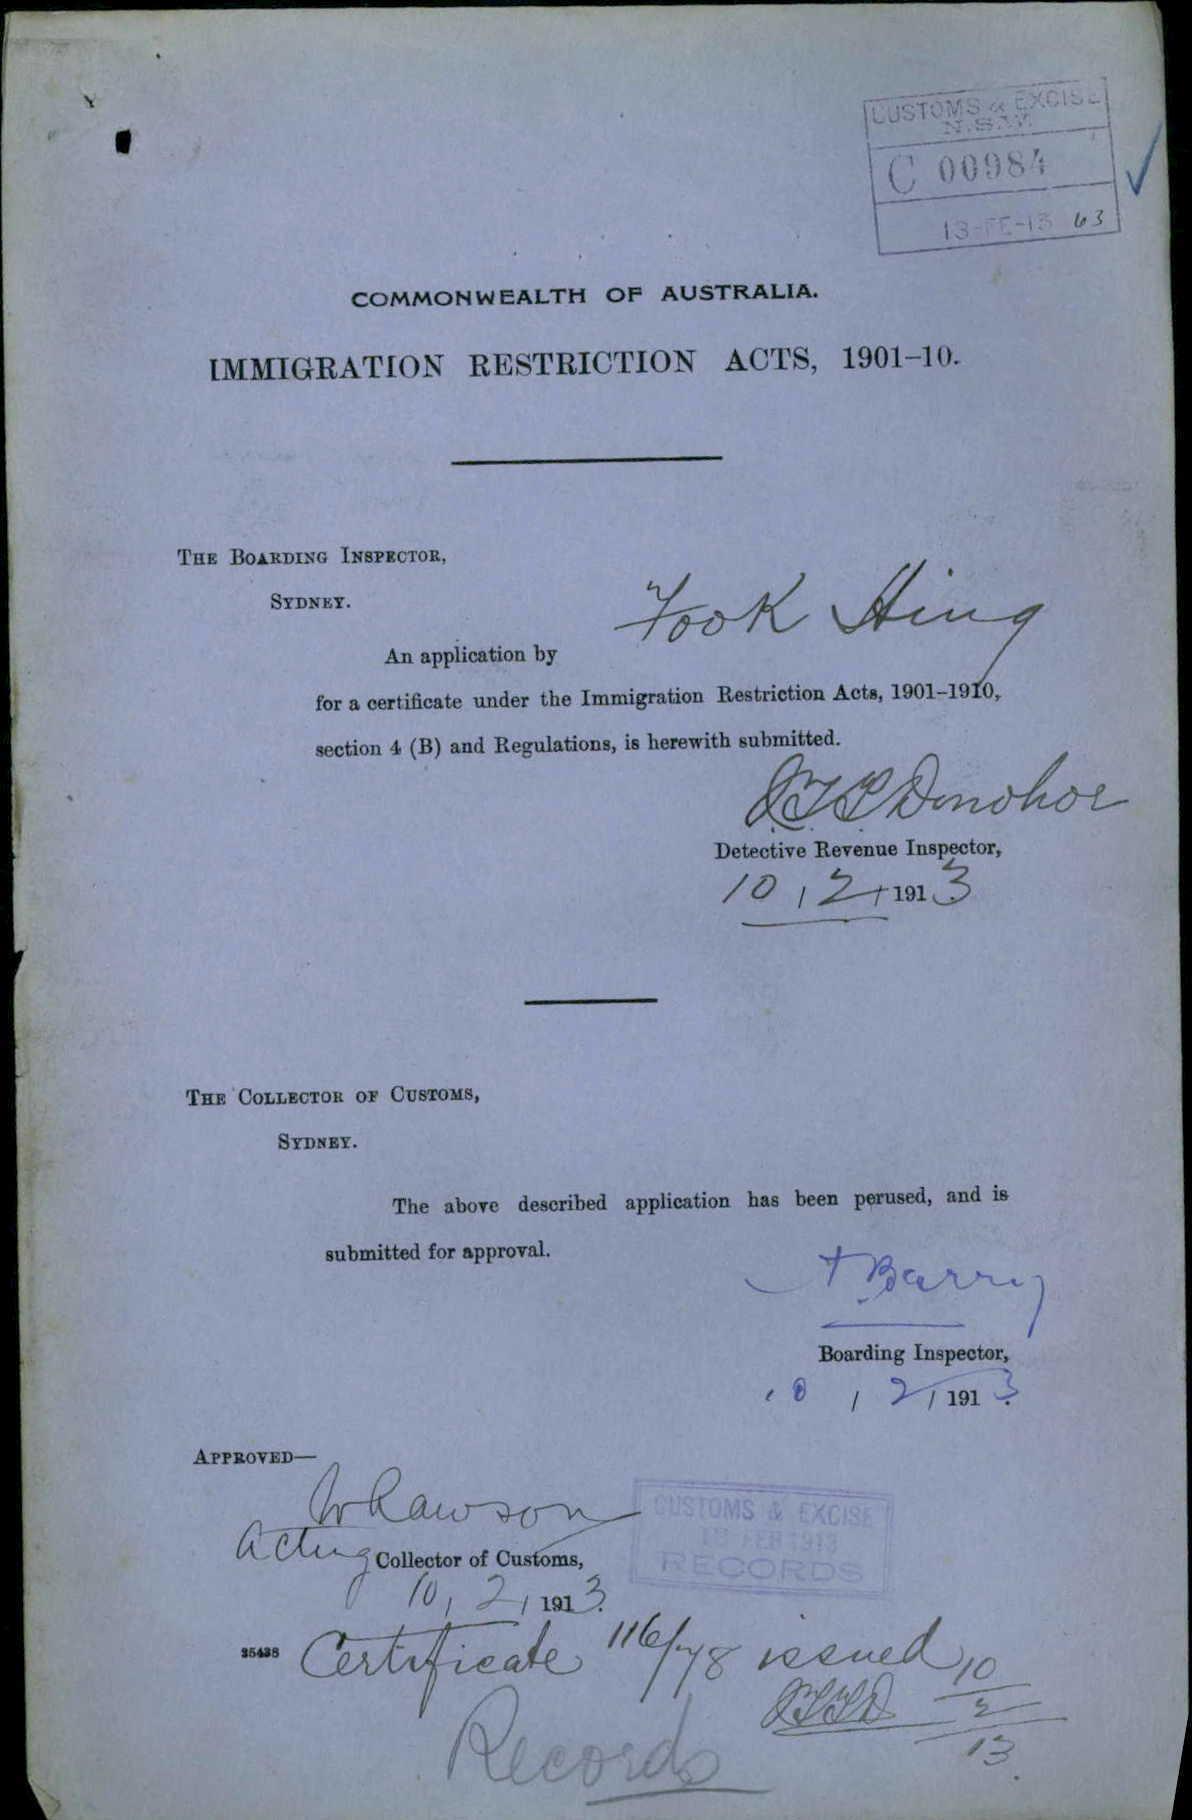 CUSTOMS & EXCISE
N.S.W.
C 00984
13-FE-13 63
COMMONWEALTH OF AUSTRALIA.
IMMIGRATION RESTRICTION ACTS, 1901-10.
THE BOARDING INSPECTOR,
SYDNEY.
Fook Hing
An application by
for a certificate under the Immigration Restriction Acts, 1901-1910,
section 4 (B) and Regulations, is herewith submitted.
Donohoe
Detective Revenue Inspector,
10 / 2 / 1913
THE COLLECTOR OF CUSTOMS,
SYDNEY.
The above described application has been perused, and is
submitted for approval.
Barry
Boarding Inspector,
10 / 2 / 1913.
APPROVED—
Lawson
CUSTOMS & EXCISE
FEB 1913
RECORDS
Acting Collector of Customs,
10 / 2 / 1913.
35438 Certificate 116/78 issued
10
2
13.
Records